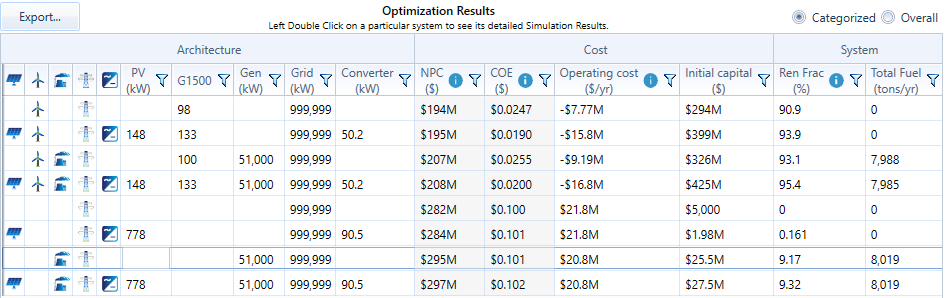 Export...
Optimization Results
Left Double Click on a particular system to see its detailed Simulation Results.
Categorized Overall
Architecture Cost System
PV (kW) G1500 Gen (kW) Grid (kW) Converter (kW) NPC ($) COE ($) Operating cost ($/yr) Initial capital ($) Ren Frac (%) Total Fuel (tons/yr)
98 999,999 $194M $0.0247 -$7.77M $294M 90.9 0
148 133 999,999 50.2 $195M $0.0190 -$15.8M $399M 93.9 0
100 51,000 999,999 $207M $0.0255 -$9.19M $326M 93.1 7,988
148 133 51,000 999,999 50.2 $208M $0.0200 -$16.8M $425M 95.4 7,985
999,999 $282M $0.100 $21.8M $5,000 0 0
778 999,999 90.5 $284M $0.101 $21.8M $1.98M 0.161 0
51,000 999,999 $295M $0.101 $20.8M $25.5M 9.17 8,019
778 51,000 999,999 90.5 $297M $0.102 $20.8M $27.5M 9.32 8,019